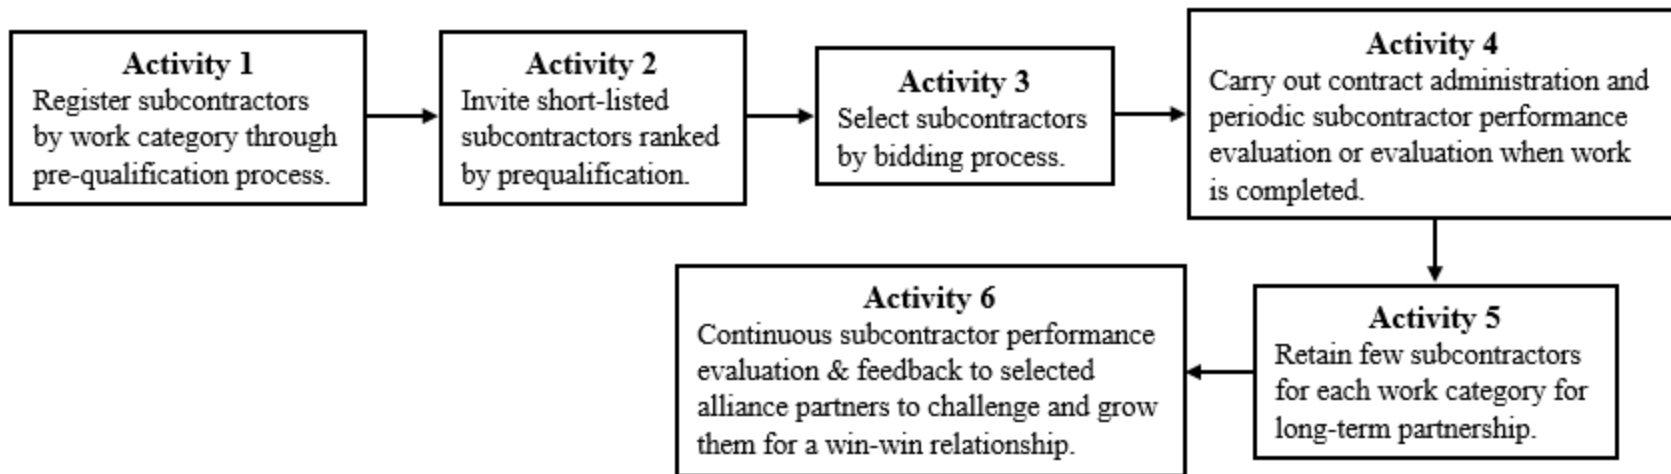 Activity 1
Register subcontractors
by work category through
pre-qualification process.
Activity 2
Invite short-listed
subcontractors ranked
by prequalification.
Activity 3
Select subcontractors
by bidding process.
Activity 4
Carry out contract administration and
periodic subcontractor performance
evaluation or evaluation when work
is completed.
Activity 5
Retain few subcontractors
for each work category for
long-term partnership.
Activity 6
Continuous subcontractor performance
evaluation & feedback to selected
alliance partners to challenge and grow
them for a win-win relationship.